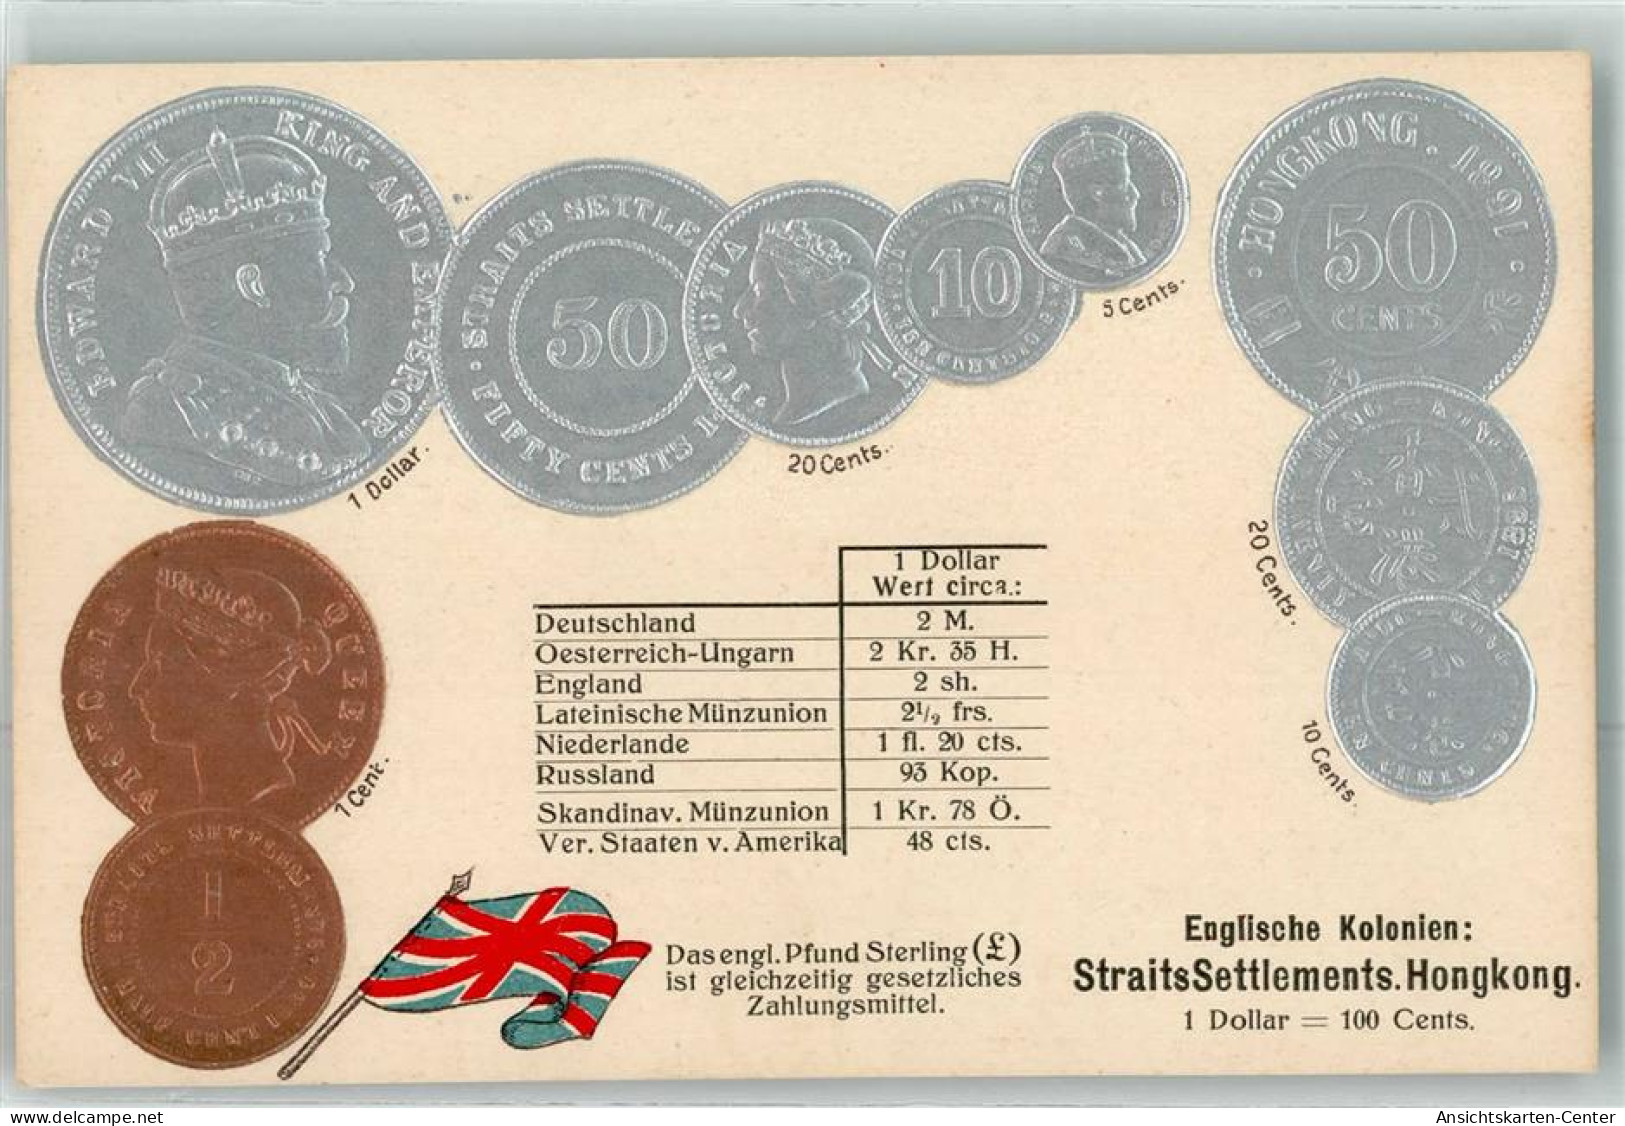 EDWARD VII KING AND EMPEROR
1 Dollar.
STRAITS SETTLE
50
FIFTY CENTS
VICTORIA
20 Cents.
10
5 Cents.
HONGKONG. 1891
50
CENTS
20 Cents.
10 Cents.
VICTORIA QUEEN
1 Cent.
1/2
1 Dollar
Wert circa.:
Deutschland 2 M.
Oesterreich-Ungarn 2 Kr. 35 H.
England 2 sh.
Lateinische Münzunion 2 1/2 frs.
Niederlande 1 fl. 20 cts.
Russland 93 Kop.
Skandinav. Münzunion 1 Kr. 78 Ö.
Ver. Staaten v. Amerika 48 cts.
Das engl. Pfund Sterling (£)
ist gleichzeitig gesetzliches
Zahlungsmittel.
Englische Kolonien:
Straits Settlements. Hongkong.
1 Dollar = 100 Cents.
www.delcampe.net
Ansichtskarten-Center